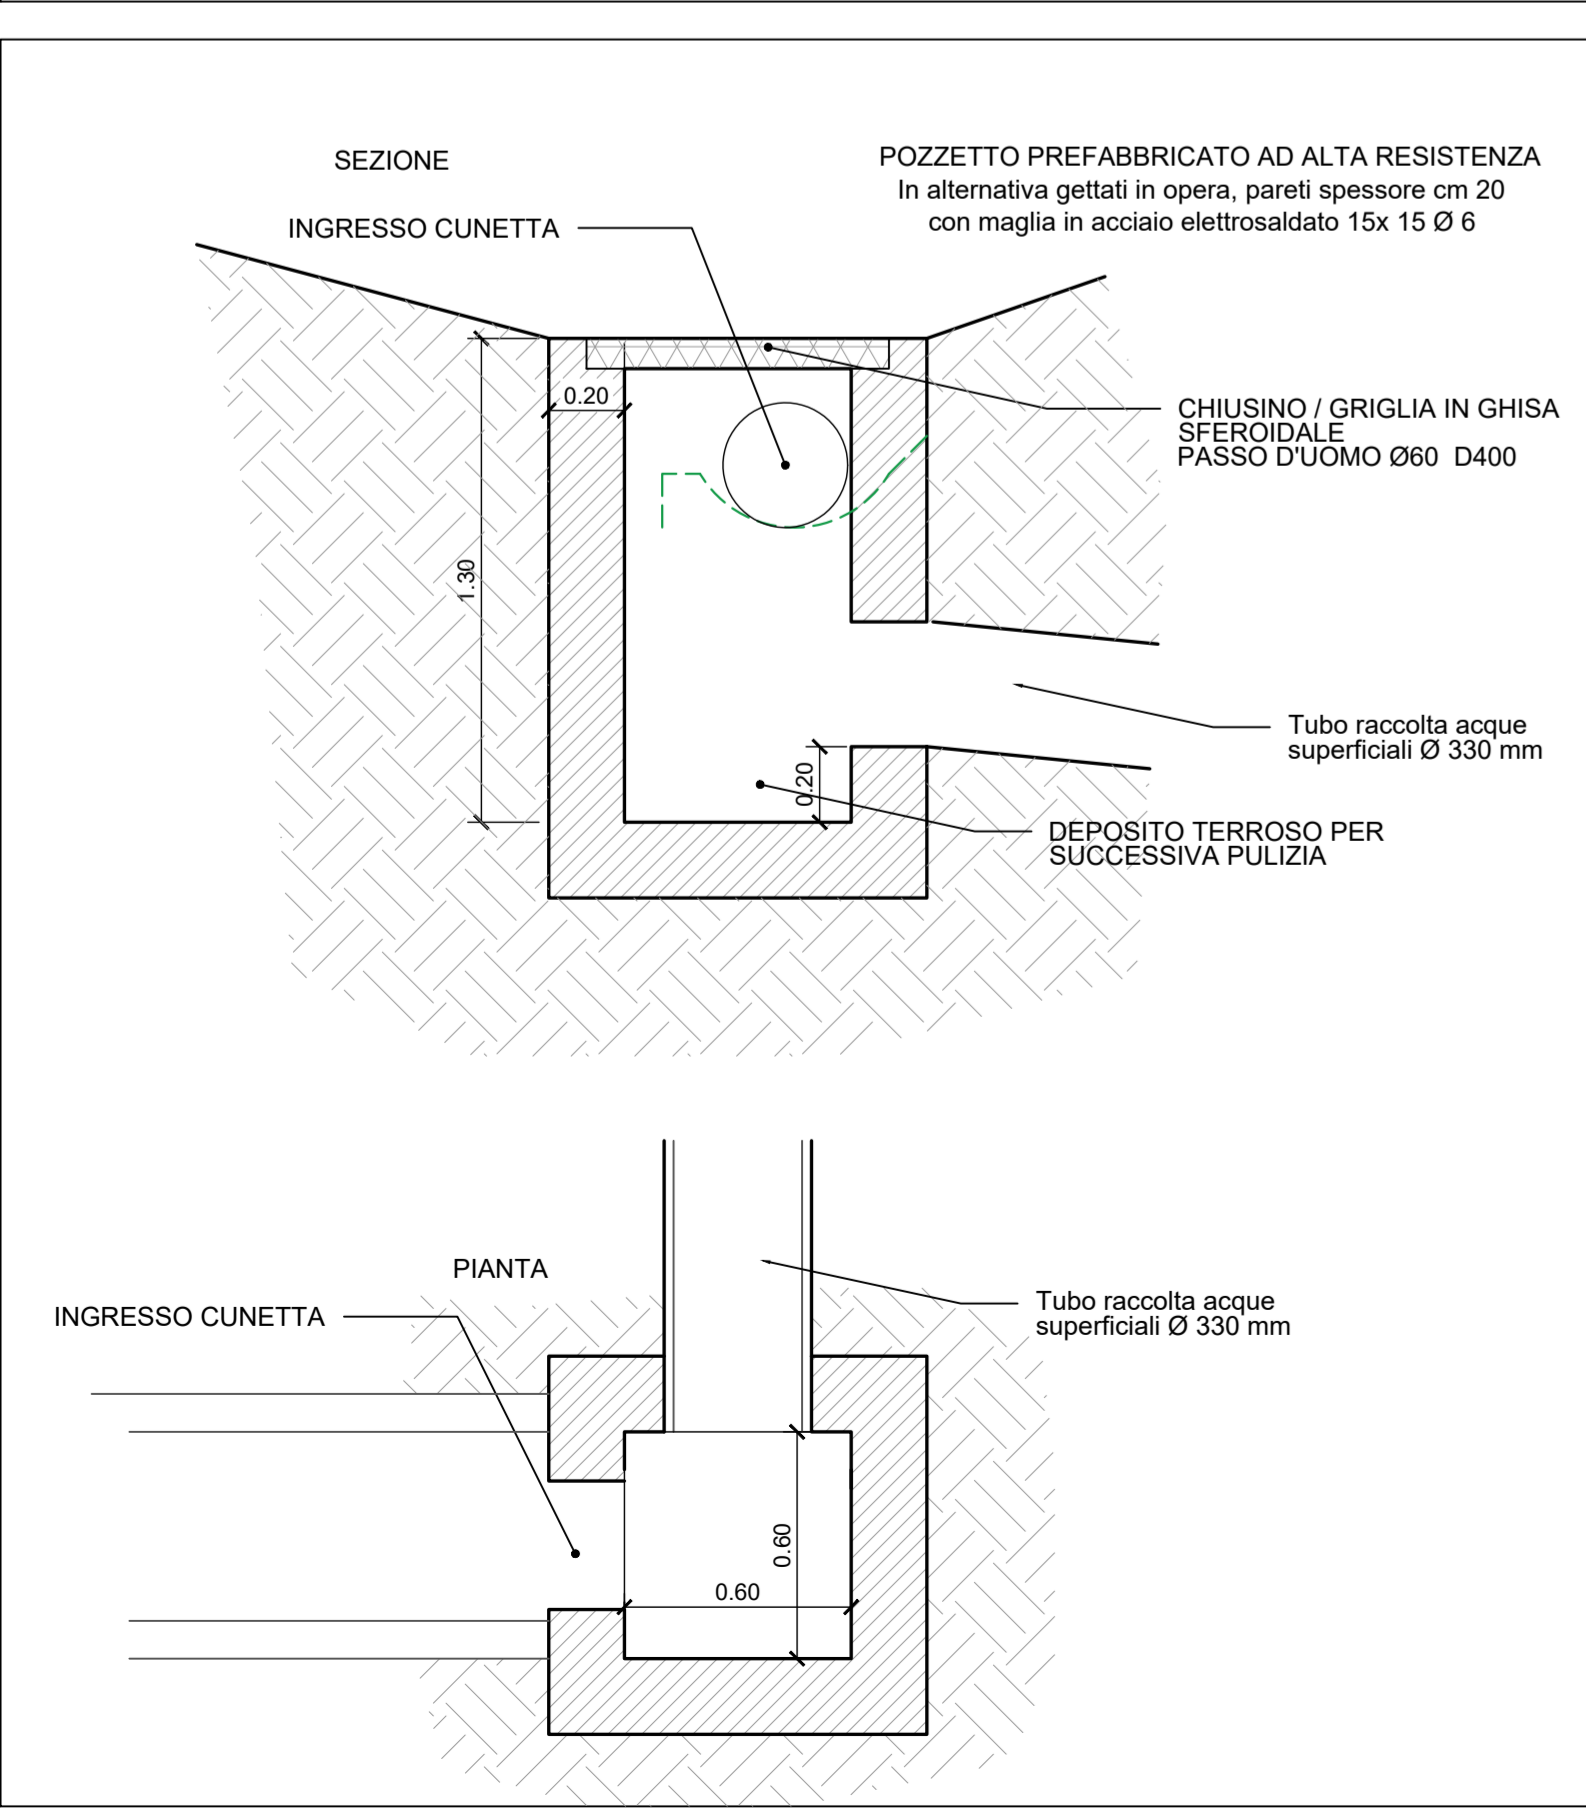 SEZIONE
POZZETTO PREFABBRICATO AD ALTA RESISTENZA
In alternativa gettati in opera, pareti spessore cm 20
con maglia in acciaio elettrosaldato 15x 15 Ø 6
INGRESSO CUNETTA
0.20
CHIUSINO / GRIGLIA IN GHISA
SFEROIDALE
PASSO D'UOMO Ø60 D400
1.30
Tubo raccolta acque
superficiali Ø 330 mm
0.20
DEPOSITO TERROSO PER
SUCCESSIVA PULIZIA
PIANTA
INGRESSO CUNETTA
Tubo raccolta acque
superficiali Ø 330 mm
0.60
0.60